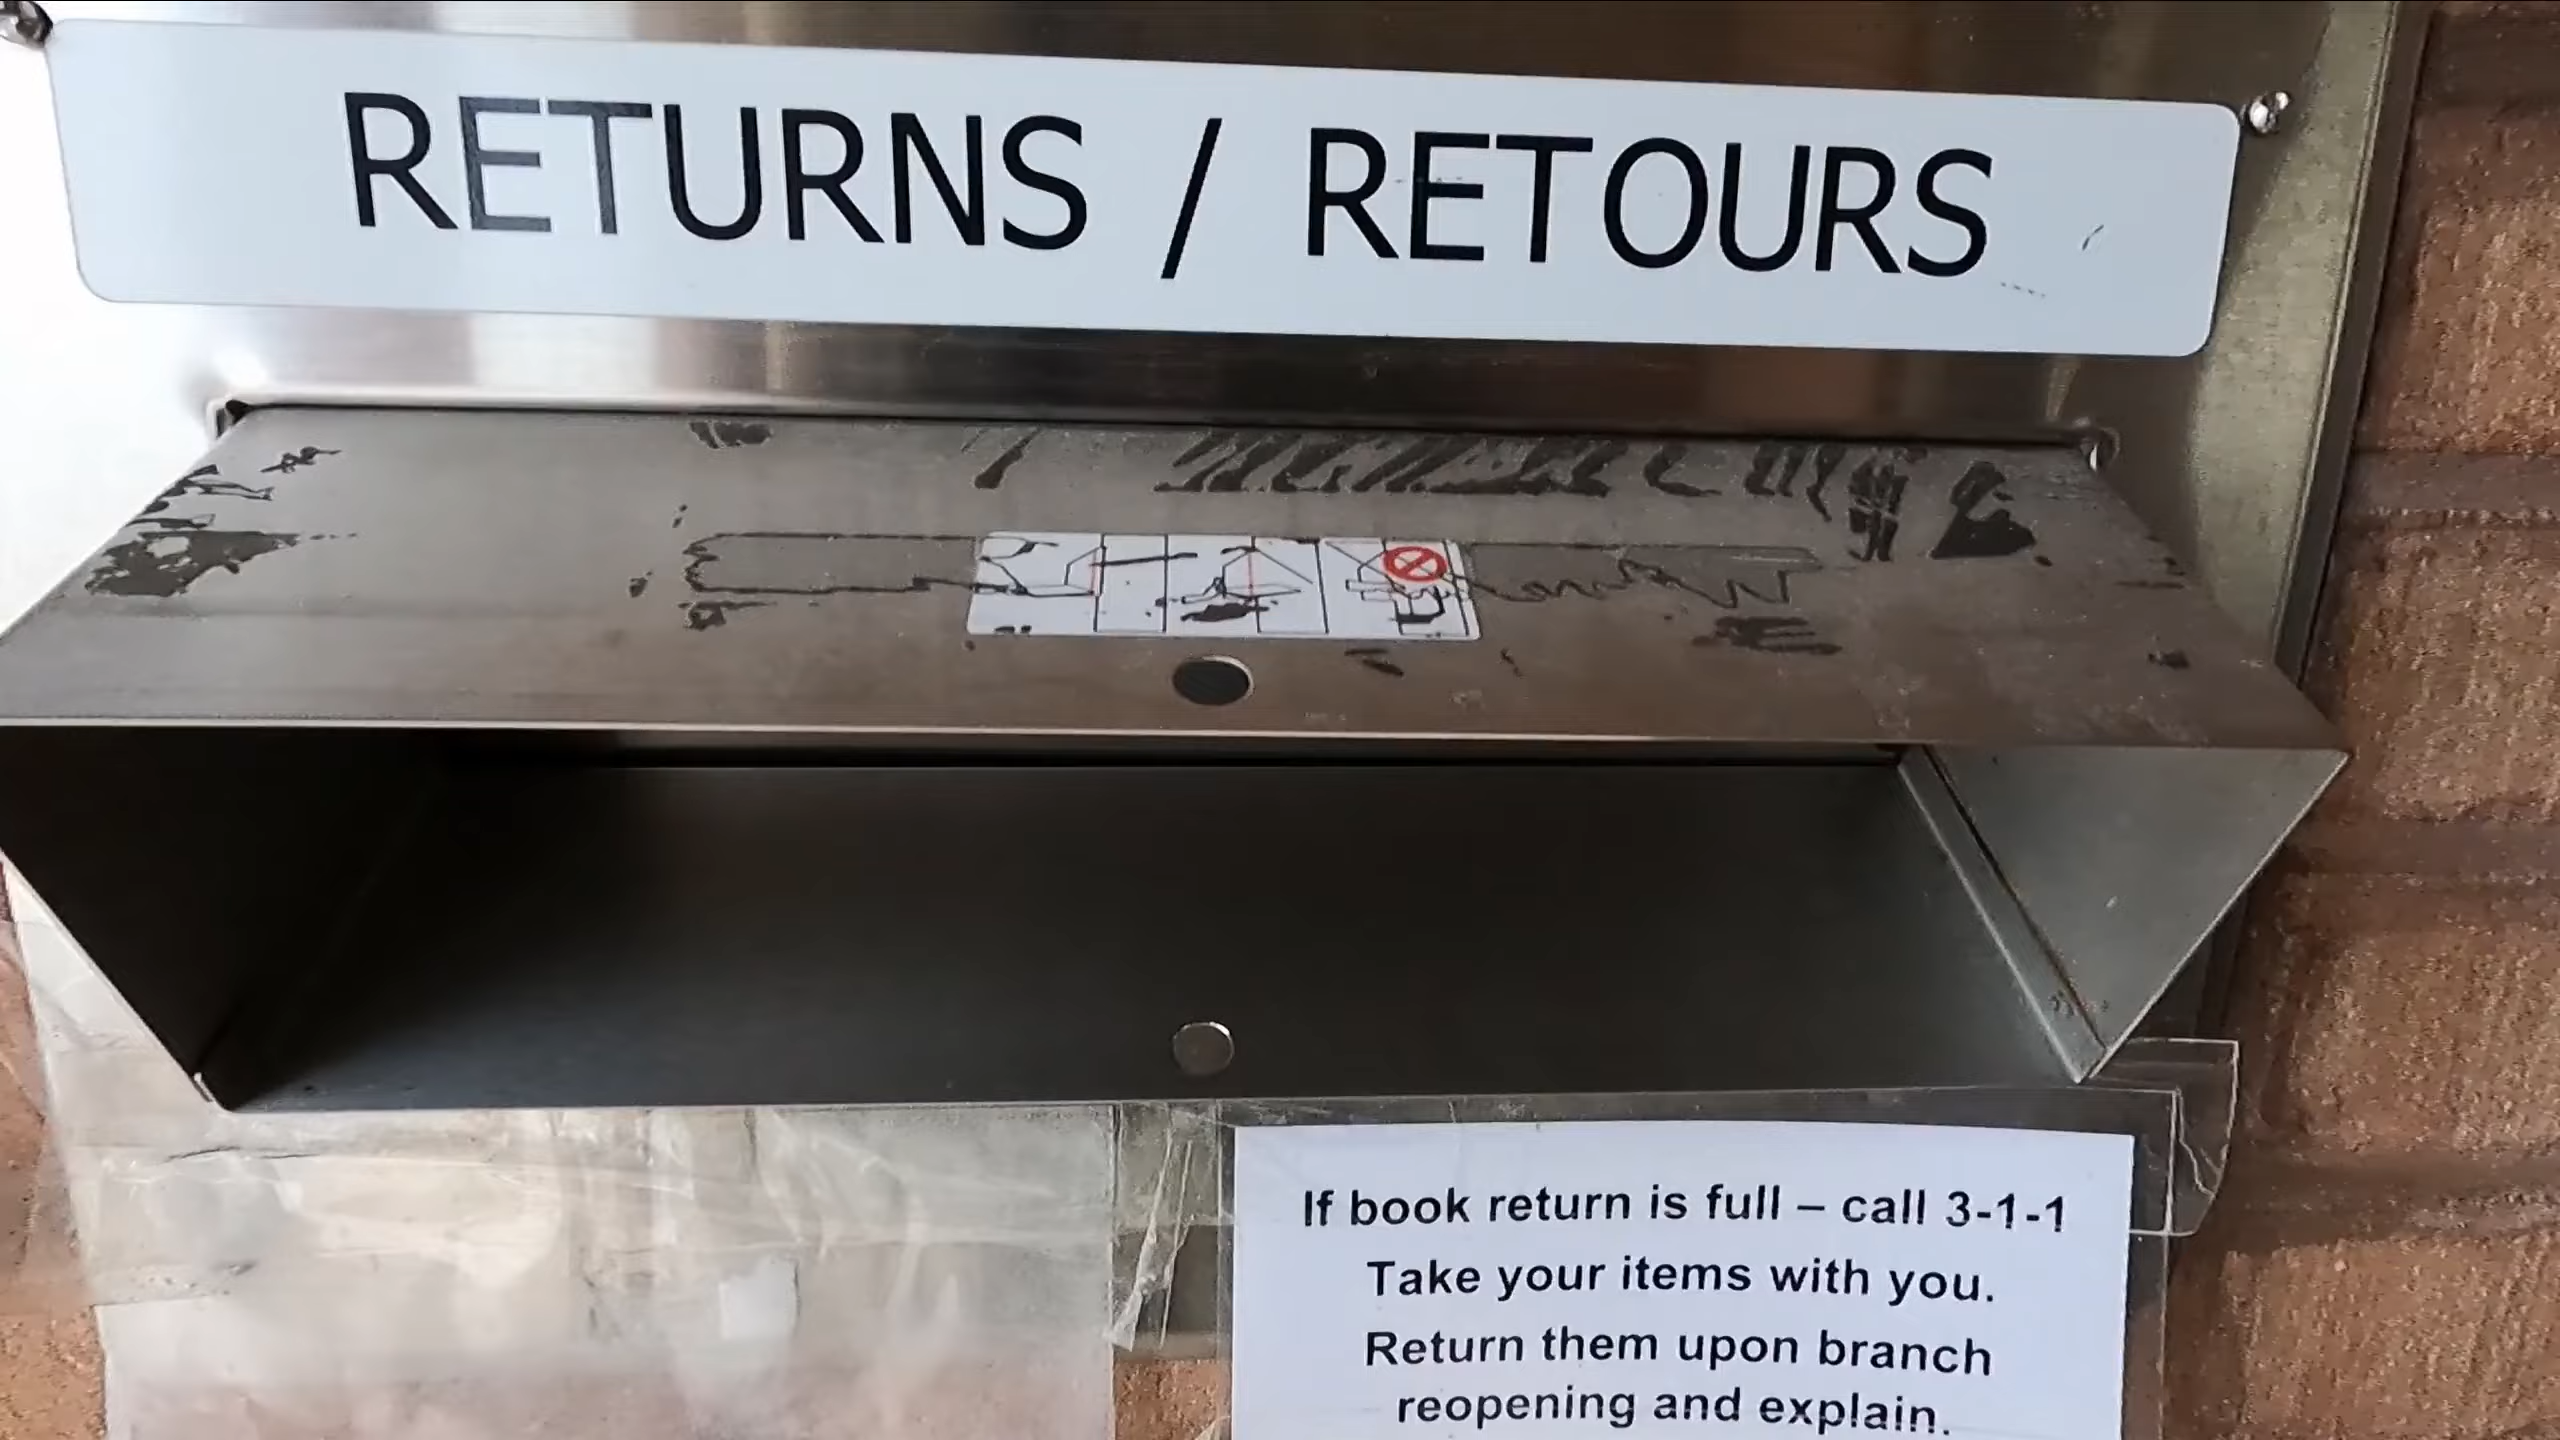 RETURNS / RETOURS
If book return is full – call 3-1-1
Take your items with you.
Return them upon branch
reopening and explain.